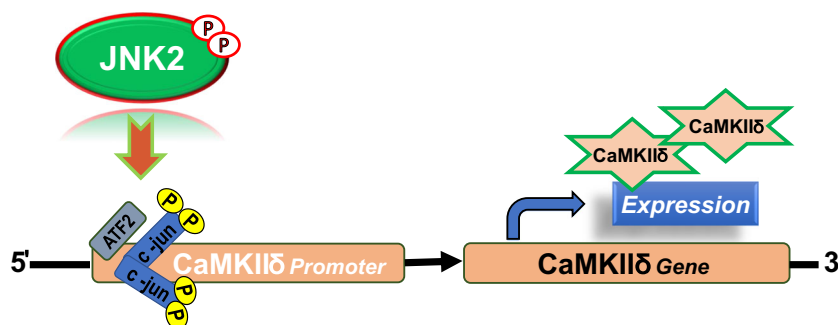 P
P
JNK2
CaMKIIδ
CaMKIIδ
Expression
ATF2
P
P
c -jun
c -jun
P
P
5'
CaMKIIδ Promoter
CaMKIIδ Gene
3